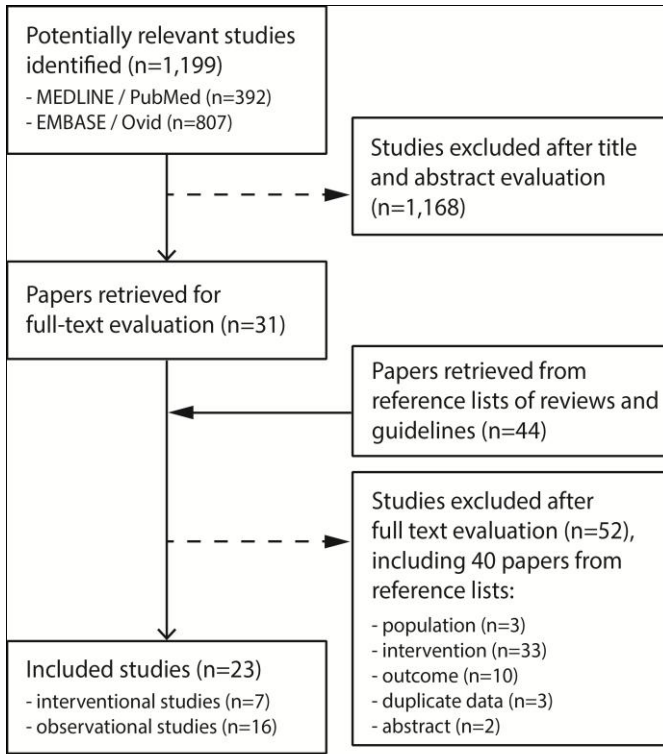 Potentially relevant studies
identified (n=1,199)
- MEDLINE / PubMed (n=392)
- EMBASE / Ovid (n=807)
Studies excluded after title
and abstract evaluation
(n=1,168)
Papers retrieved for
full-text evaluation (n=31)
Papers retrieved from
reference lists of reviews and
guidelines (n=44)
Studies excluded after
full text evaluation (n=52),
including 40 papers from
reference lists:
- population (n=3)
- intervention (n=33)
- outcome (n=10)
- duplicate data (n=3)
- abstract (n=2)
Included studies (n=23)
- interventional studies (n=7)
- observational studies (n=16)